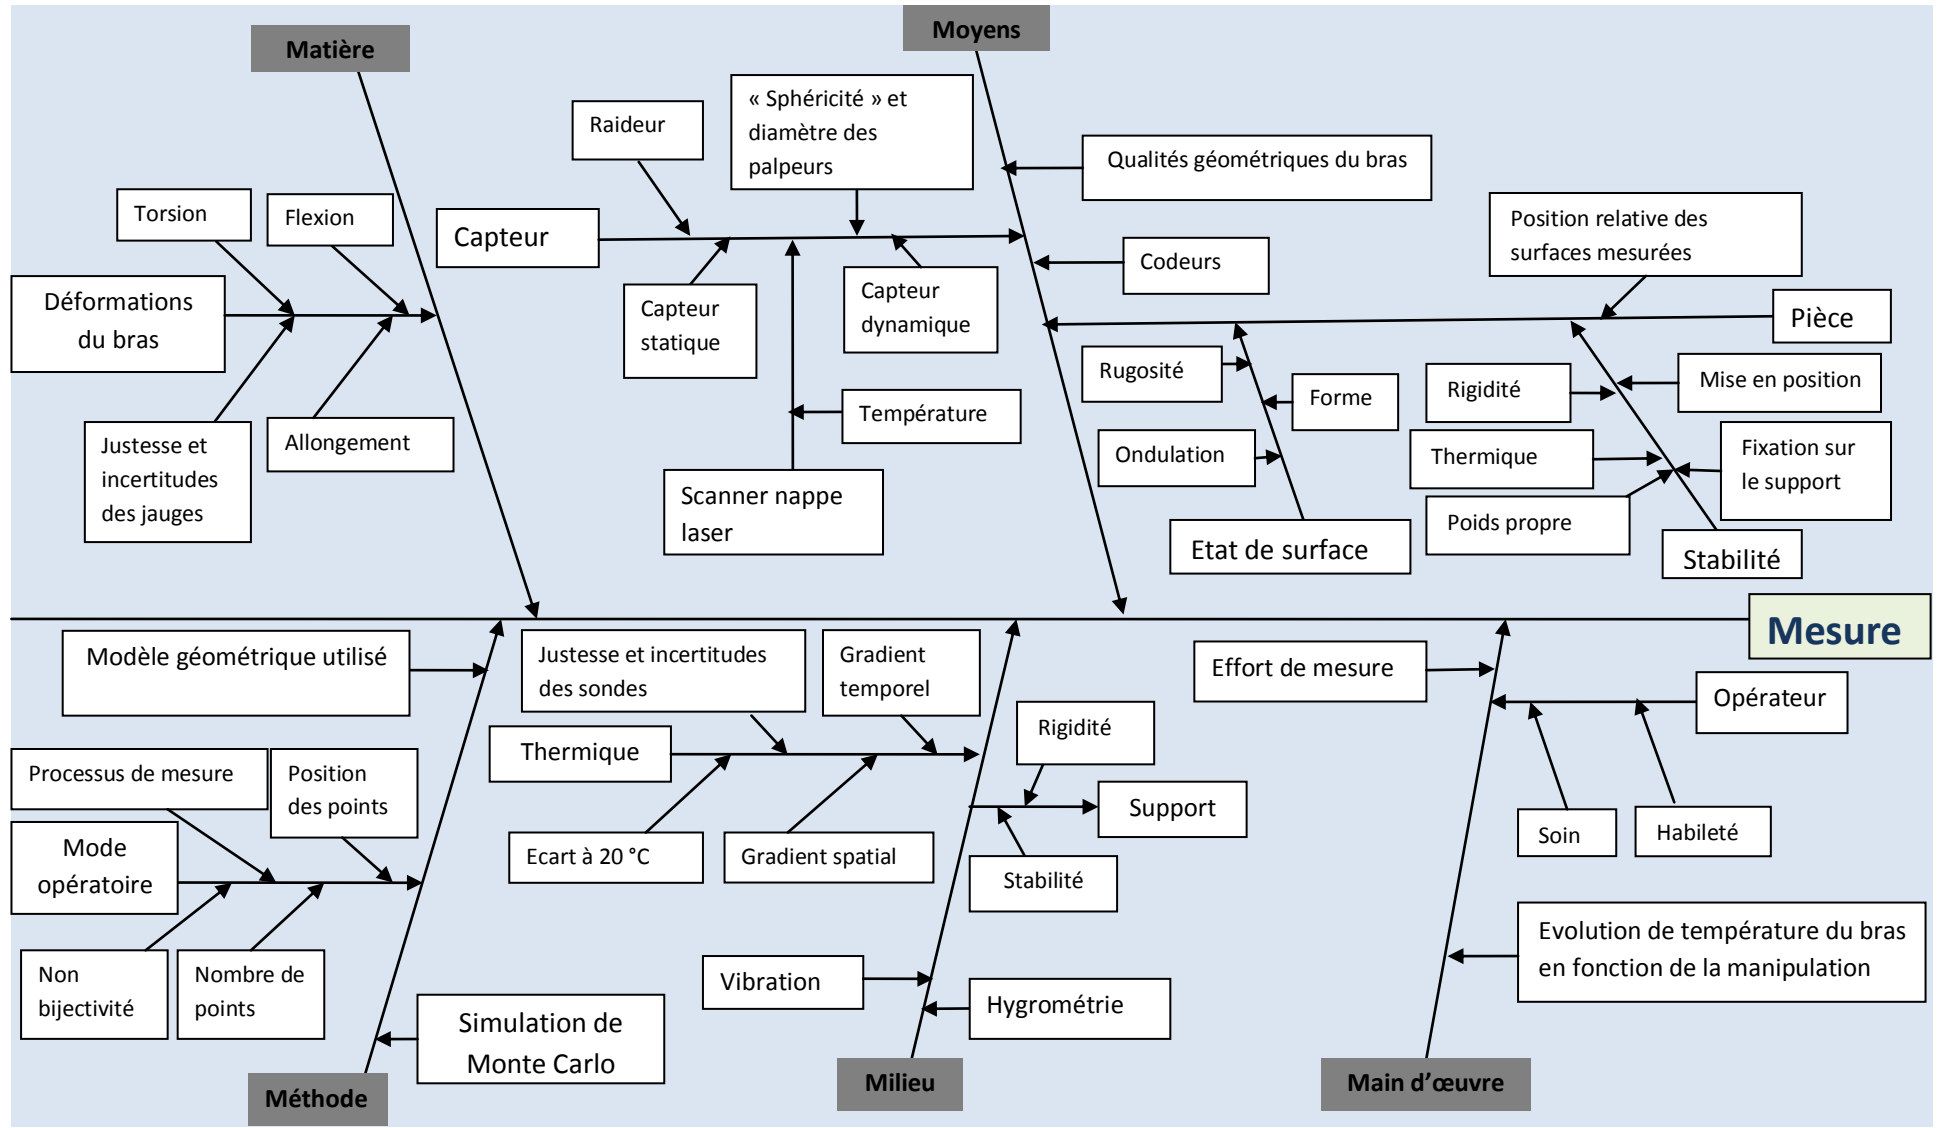 Matière
Moyens
« Sphéricité » et
diamètre des
palpeurs
Raideur
Qualités géométriques du bras
Torsion
Flexion
Capteur
Position relative des
surfaces mesurées
Codeurs
Déformations
du bras
Capteur
statique
Capteur
dynamique
Pièce
Rugosité
Forme
Rigidité
Mise en position
Température
Justesse et
incertitudes
des jauges
Allongement
Ondulation
Thermique
Fixation sur
le support
Scanner nappe
laser
Poids propre
Etat de surface
Stabilité
Mesure
Modèle géométrique utilisé
Justesse et incertitudes
des sondes
Gradient
temporel
Effort de mesure
Opérateur
Rigidité
Thermique
Processus de mesure
Position
des points
Support
Mode
opératoire
Ecart à 20 °C
Gradient spatial
Stabilité
Soin
Habileté
Non
bijectivité
Nombre de
points
Vibration
Hygrométrie
Evolution de température du bras
en fonction de la manipulation
Simulation de
Monte Carlo
Méthode
Milieu
Main d’œuvre